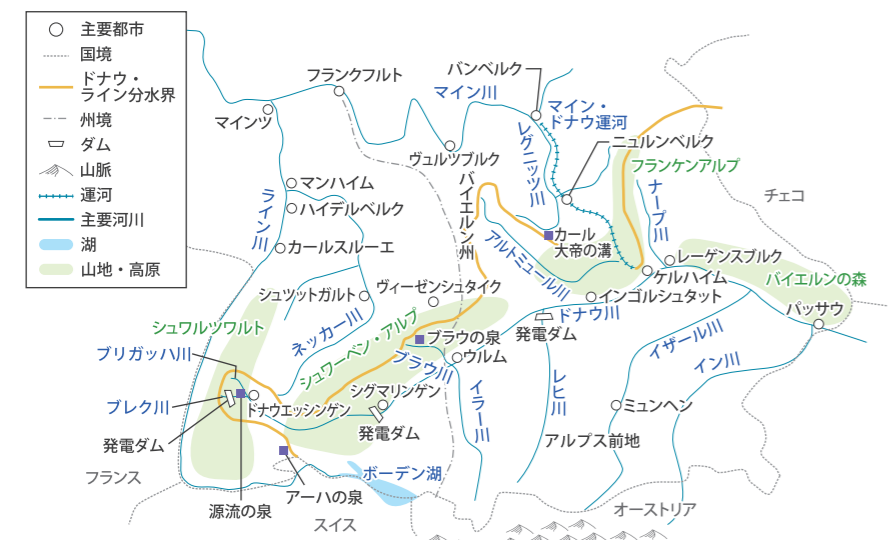 主要都市
国境
ドナウ・
ライン分水界
州境
ダム
山脈
運河
主要河川
湖
山地・高原
フランクフルト
バンベルク
マイン川
マイン・
ドナウ運河
マインツ
ニュルンベルク
ヴュルツブルク
レグニッツ川
フランケンアルプ
バイエルン州
マンハイム
ナープ川
チェコ
ライン川
ハイデルベルク
カールスルーエ
カール
大帝の溝
アルトミュール川
レーゲンスブルク
ケルハイム
バイエルンの森
シュツットガルト
ヴィーゼンシュタイク
インゴルシュタット
パッサウ
シュワルツワルト
ネッカー川
シュワーベン・アルプ
ドナウ川
発電ダム
ブラウの泉
イザール川
ブリガッハ川
ブラウ川
ウルム
イン川
ブレク川
ドナウエッシンゲン
シグマリンゲン
イラー川
レヒ川
ミュンヘン
発電ダム
発電ダム
アルプス前地
フランス
源流の泉
アーハの泉
ボーデン湖
スイス
オーストリア